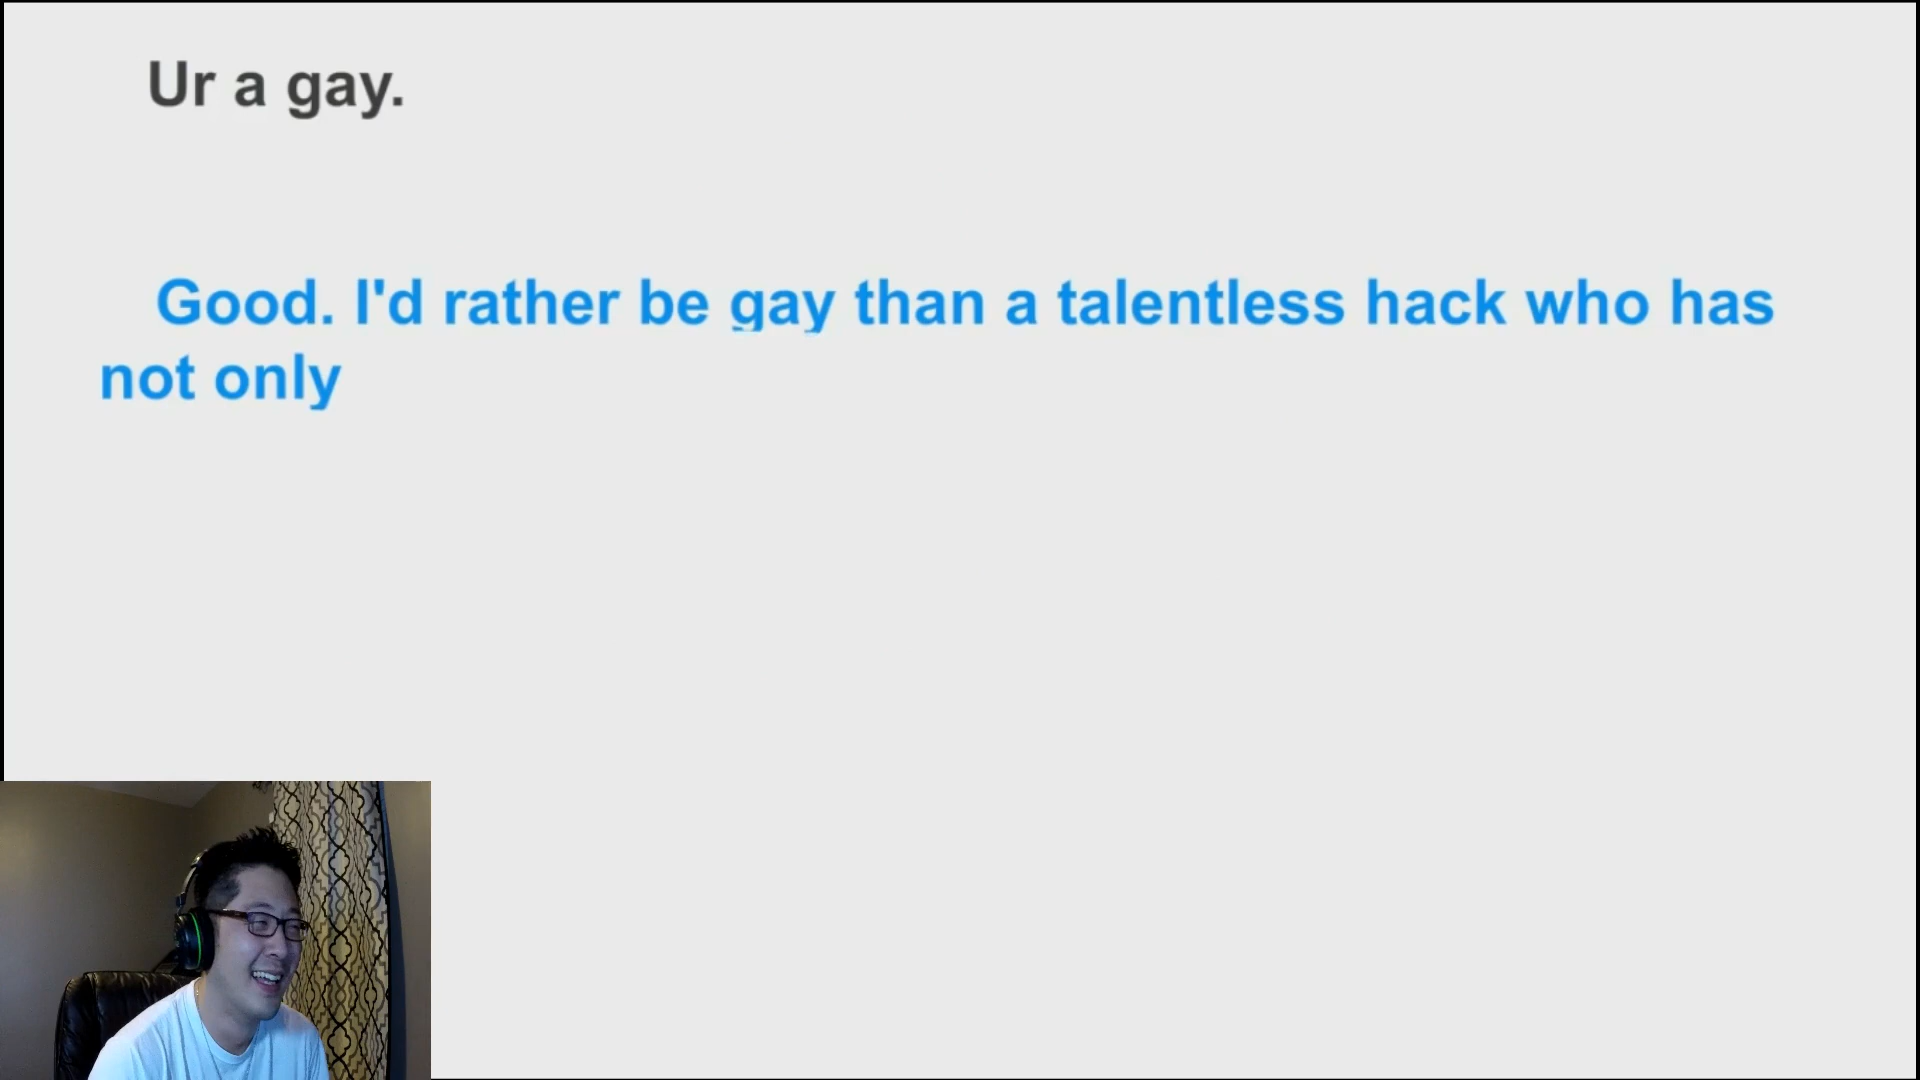 Ur a gay.
Good. I'd rather be gay than a talentless hack who has
not only